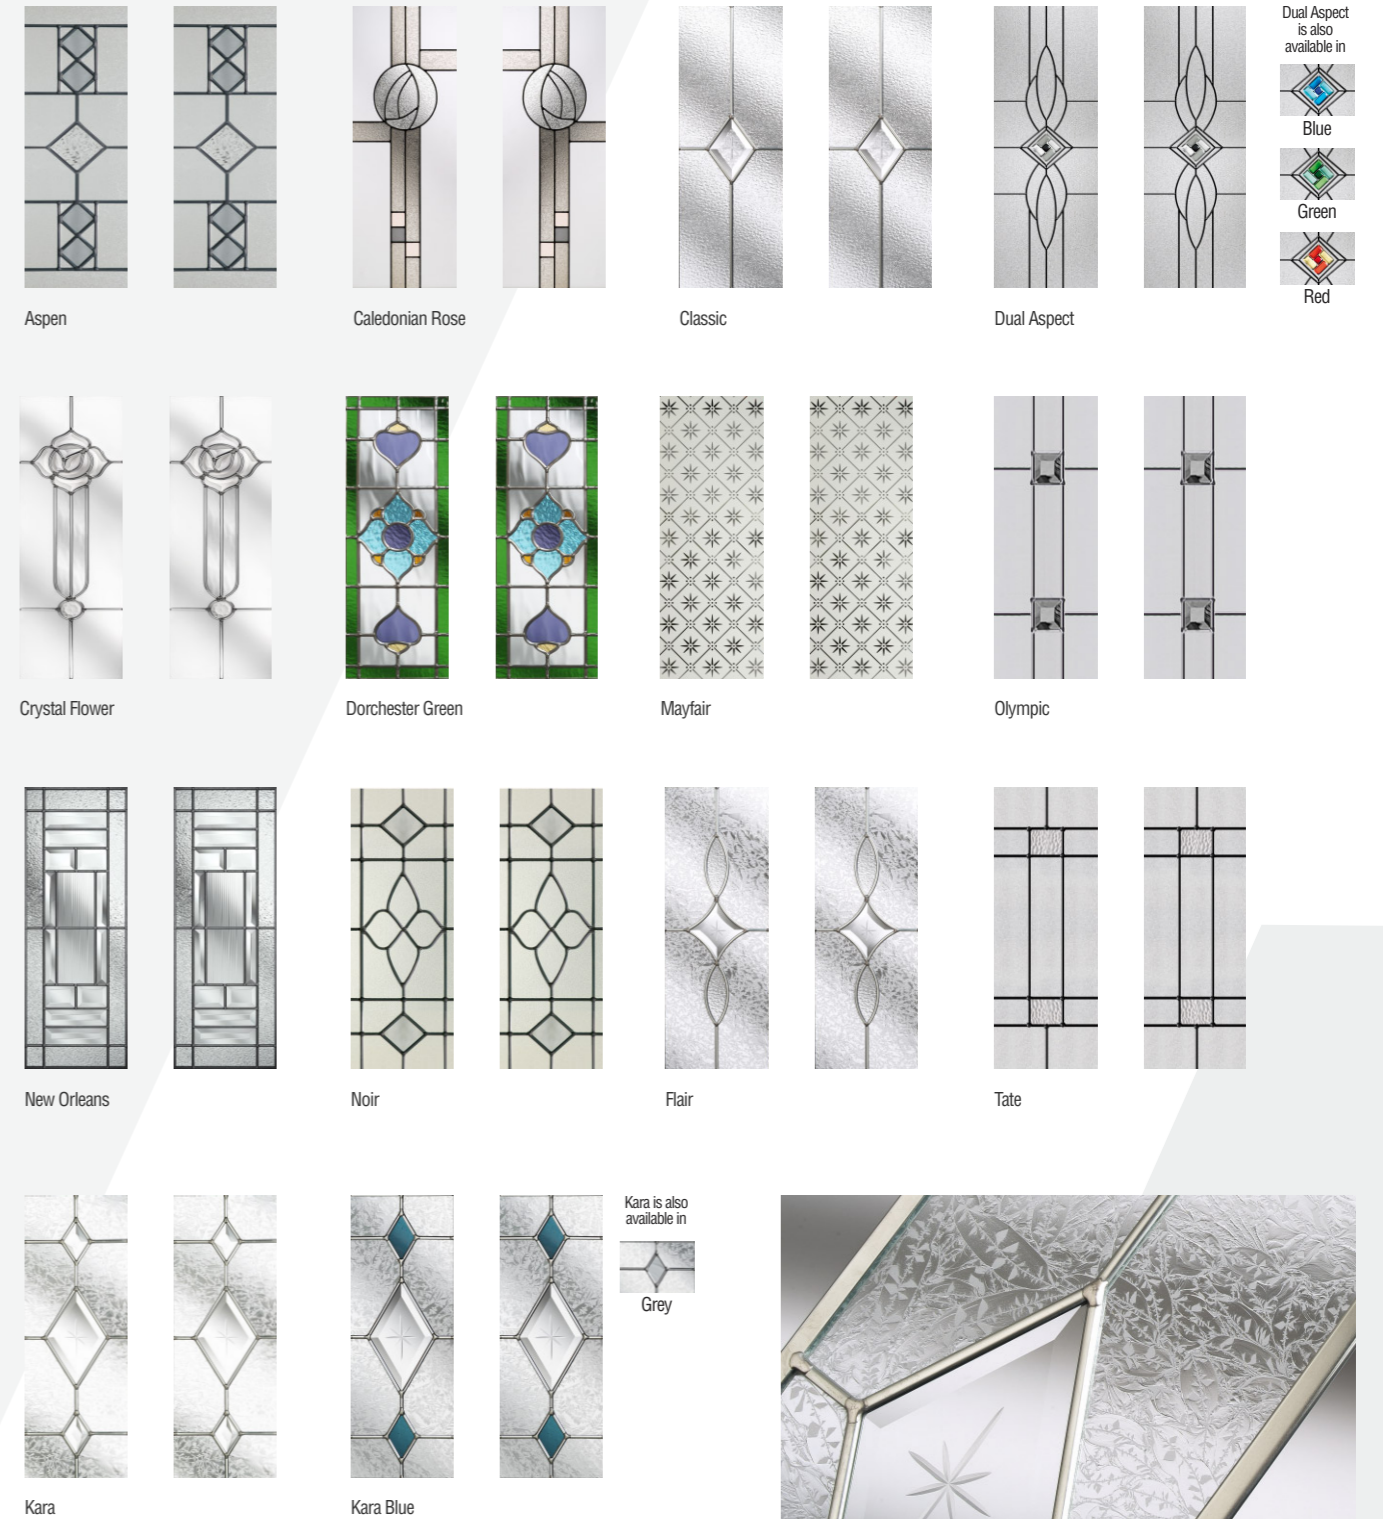 Dual Aspect
is also
available in
Blue
Green
Red
Aspen
Caledonian Rose
Classic
Dual Aspect
Crystal Flower
Dorchester Green
Mayfair
Olympic
New Orleans
Noir
Flair
Tate
Kara is also
available in
Grey
Kara
Kara Blue